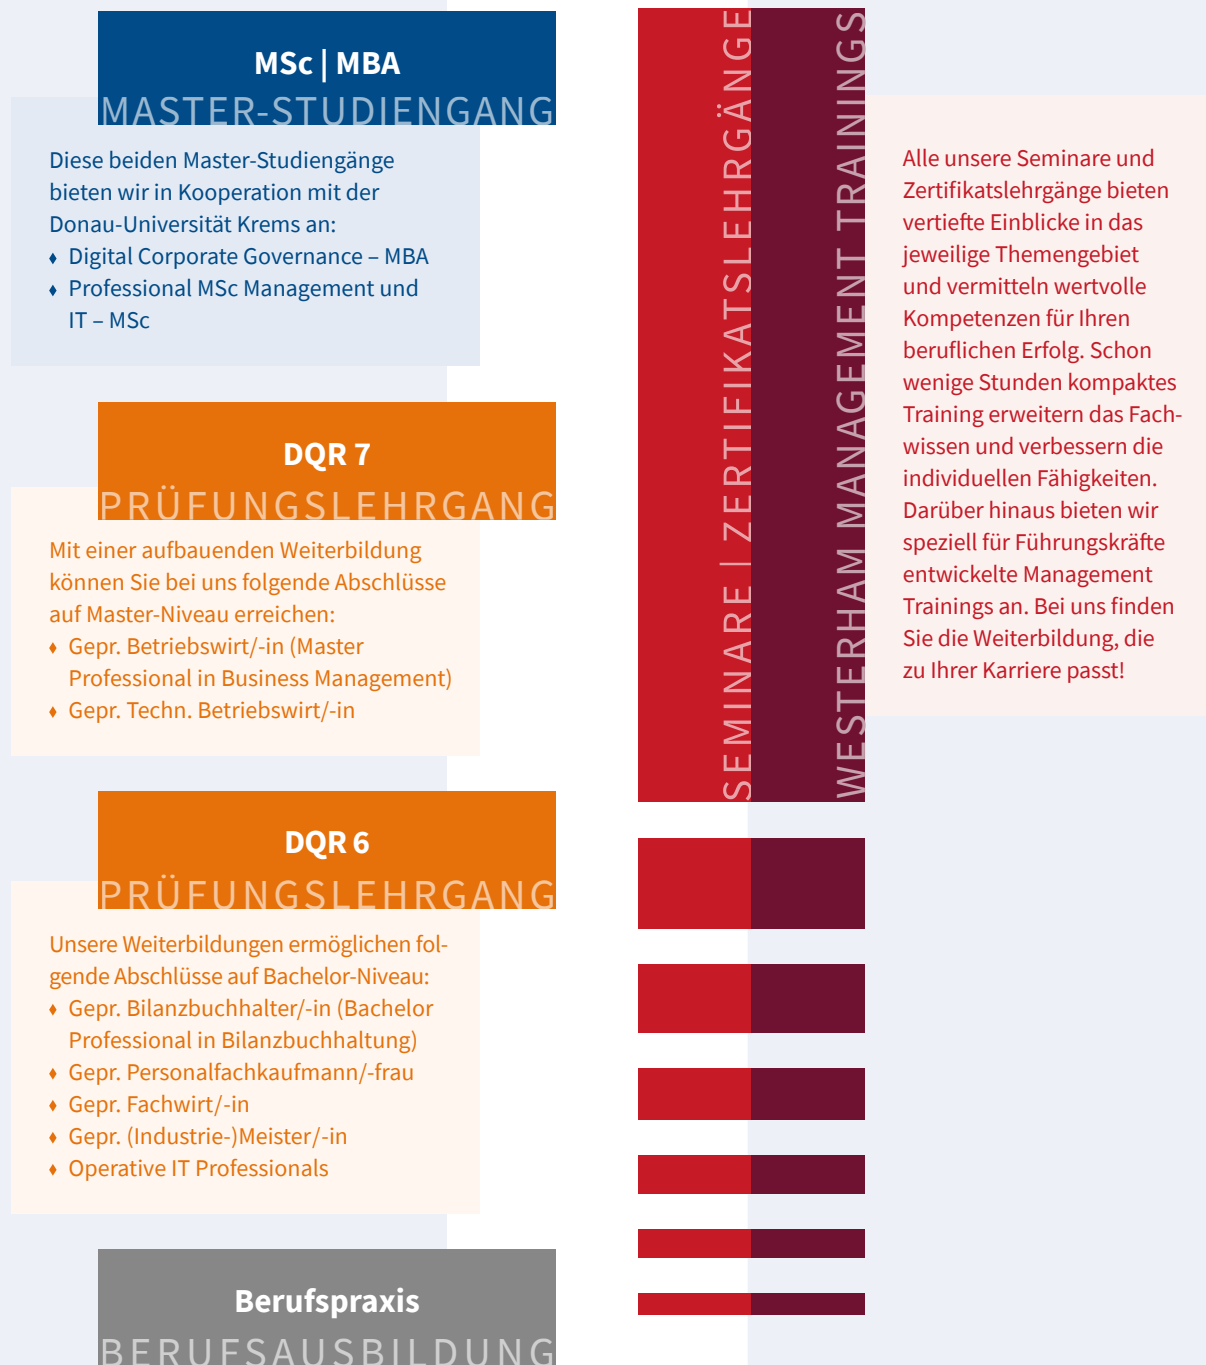 MSc | MBA
MASTER-STUDIENGANG
Diese beiden Master-Studiengänge
bieten wir in Kooperation mit der
Donau-Universität Krems an:
♦ Digital Corporate Governance – MBA
♦ Professional MSc Management und
IT – MSc
DQR 7
PRÜFUNGSLEHRGANG
Mit einer aufbauenden Weiterbildung
können Sie bei uns folgende Abschlüsse
auf Master-Niveau erreichen:
♦ Gepr. Betriebswirt/-in (Master
Professional in Business Management)
♦ Gepr. Techn. Betriebswirt/-in
DQR 6
PRÜFUNGSLEHRGANG
Unsere Weiterbildungen ermöglichen fol-
gende Abschlüsse auf Bachelor-Niveau:
♦ Gepr. Bilanzbuchhalter/-in (Bachelor
Professional in Bilanzbuchhaltung)
♦ Gepr. Personalfachkaufmann/-frau
♦ Gepr. Fachwirt/-in
♦ Gepr. (Industrie-)Meister/-in
♦ Operative IT Professionals
Berufspraxis
BERUFSAUSBILDUNG
SEMINARE | ZERTIFIKATSLEHRGÄNGE
WESTERHAM MANAGEMENT TRAININGS
Alle unsere Seminare und
Zertifikatslehrgänge bieten
vertiefte Einblicke in das
jeweilige Themengebiet
und vermitteln wertvolle
Kompetenzen für Ihren
beruflichen Erfolg. Schon
wenige Stunden kompaktes
Training erweitern das Fach-
wissen und verbessern die
individuellen Fähigkeiten.
Darüber hinaus bieten wir
speziell für Führungskräfte
entwickelte Management
Trainings an. Bei uns finden
Sie die Weiterbildung, die
zu Ihrer Karriere passt!